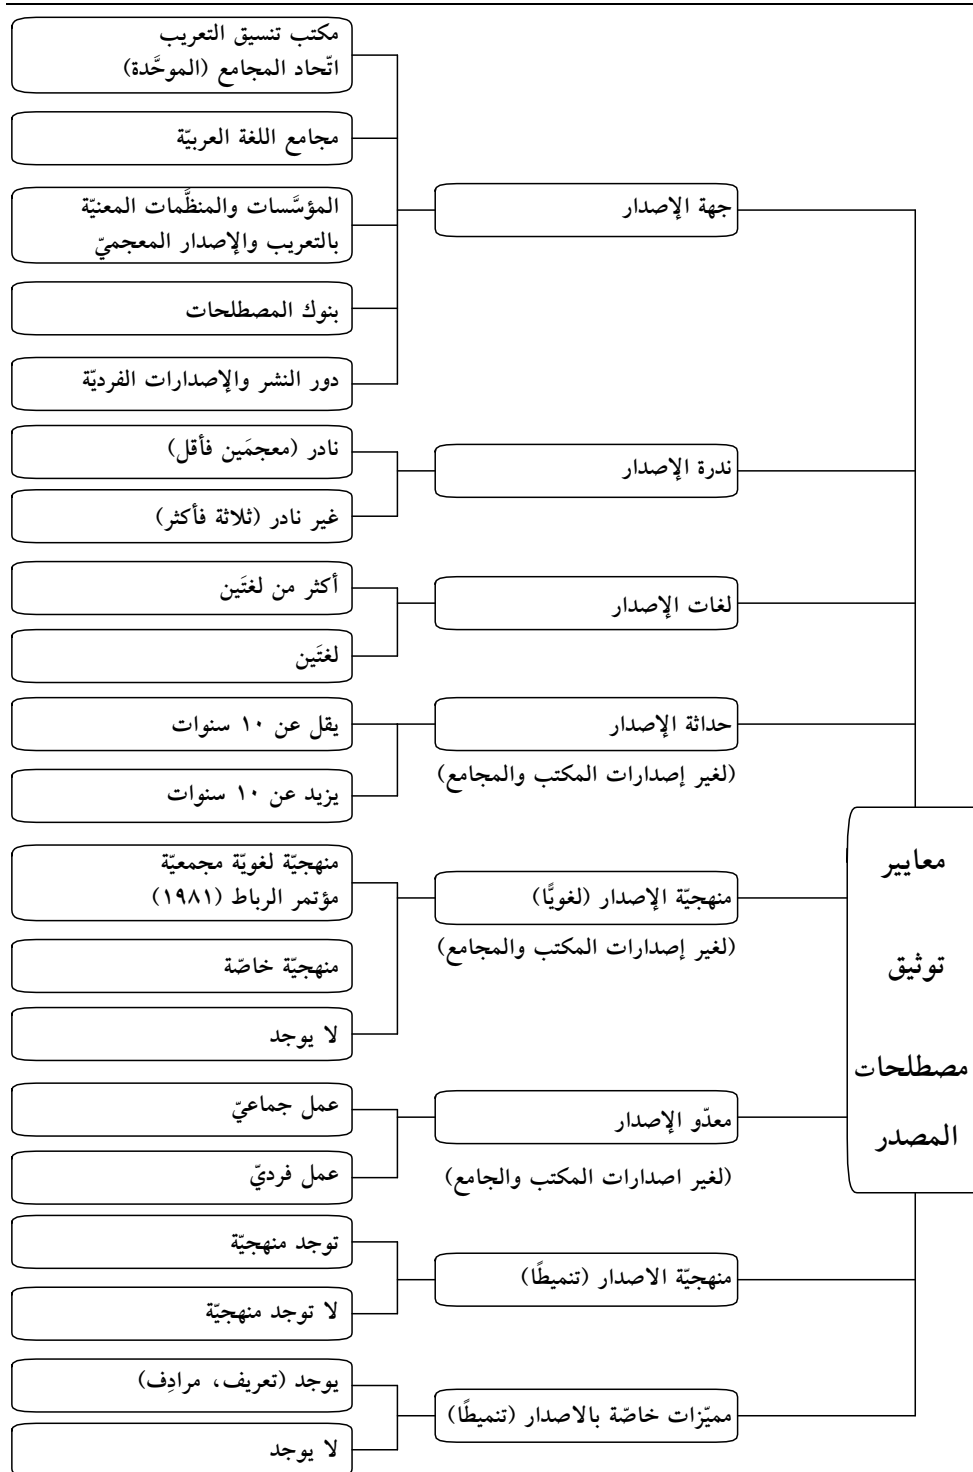 معايير
توثيق
مصطلحات
المصدر
جهة الإصدار
مكتب تنسيق التعريب
اتّحاد المجامع (الموحَّدة)
مجامع اللغة العربيّة
المؤسَّسات والمنظَّمات المعنيّة
بالتعريب والإصدار المعجميّ
بنوك المصطلحات
دور النشر والإصدارات الفرديّة
ندرة الإصدار
نادر (معجمَين فأقل)
غير نادر (ثلاثة فأكثر)
لغات الإصدار
أكثر من لغتَين
لغتَين
حداثة الإصدار
(لغير إصدارات المكتب والمجامع)
يقل عن ١٠ سنوات
يزيد عن ١٠ سنوات
منهجيّة الإصدار (لغويًّا)
(لغير إصدارات المكتب والمجامع)
منهجيّة لغويّة مجمعيّة
مؤتمر الرباط (١٩٨١)
منهجيّة خاصّة
لا يوجد
معدّو الإصدار
(لغير اصدارات المكتب والجامع)
عمل جماعيّ
عمل فرديّ
منهجيّة الاصدار (تنميطًا)
توجد منهجيّة
لا توجد منهجيّة
مميّزات خاصّة بالاصدار (تنميطًا)
يوجد (تعريف، مرادِف)
لا يوجد